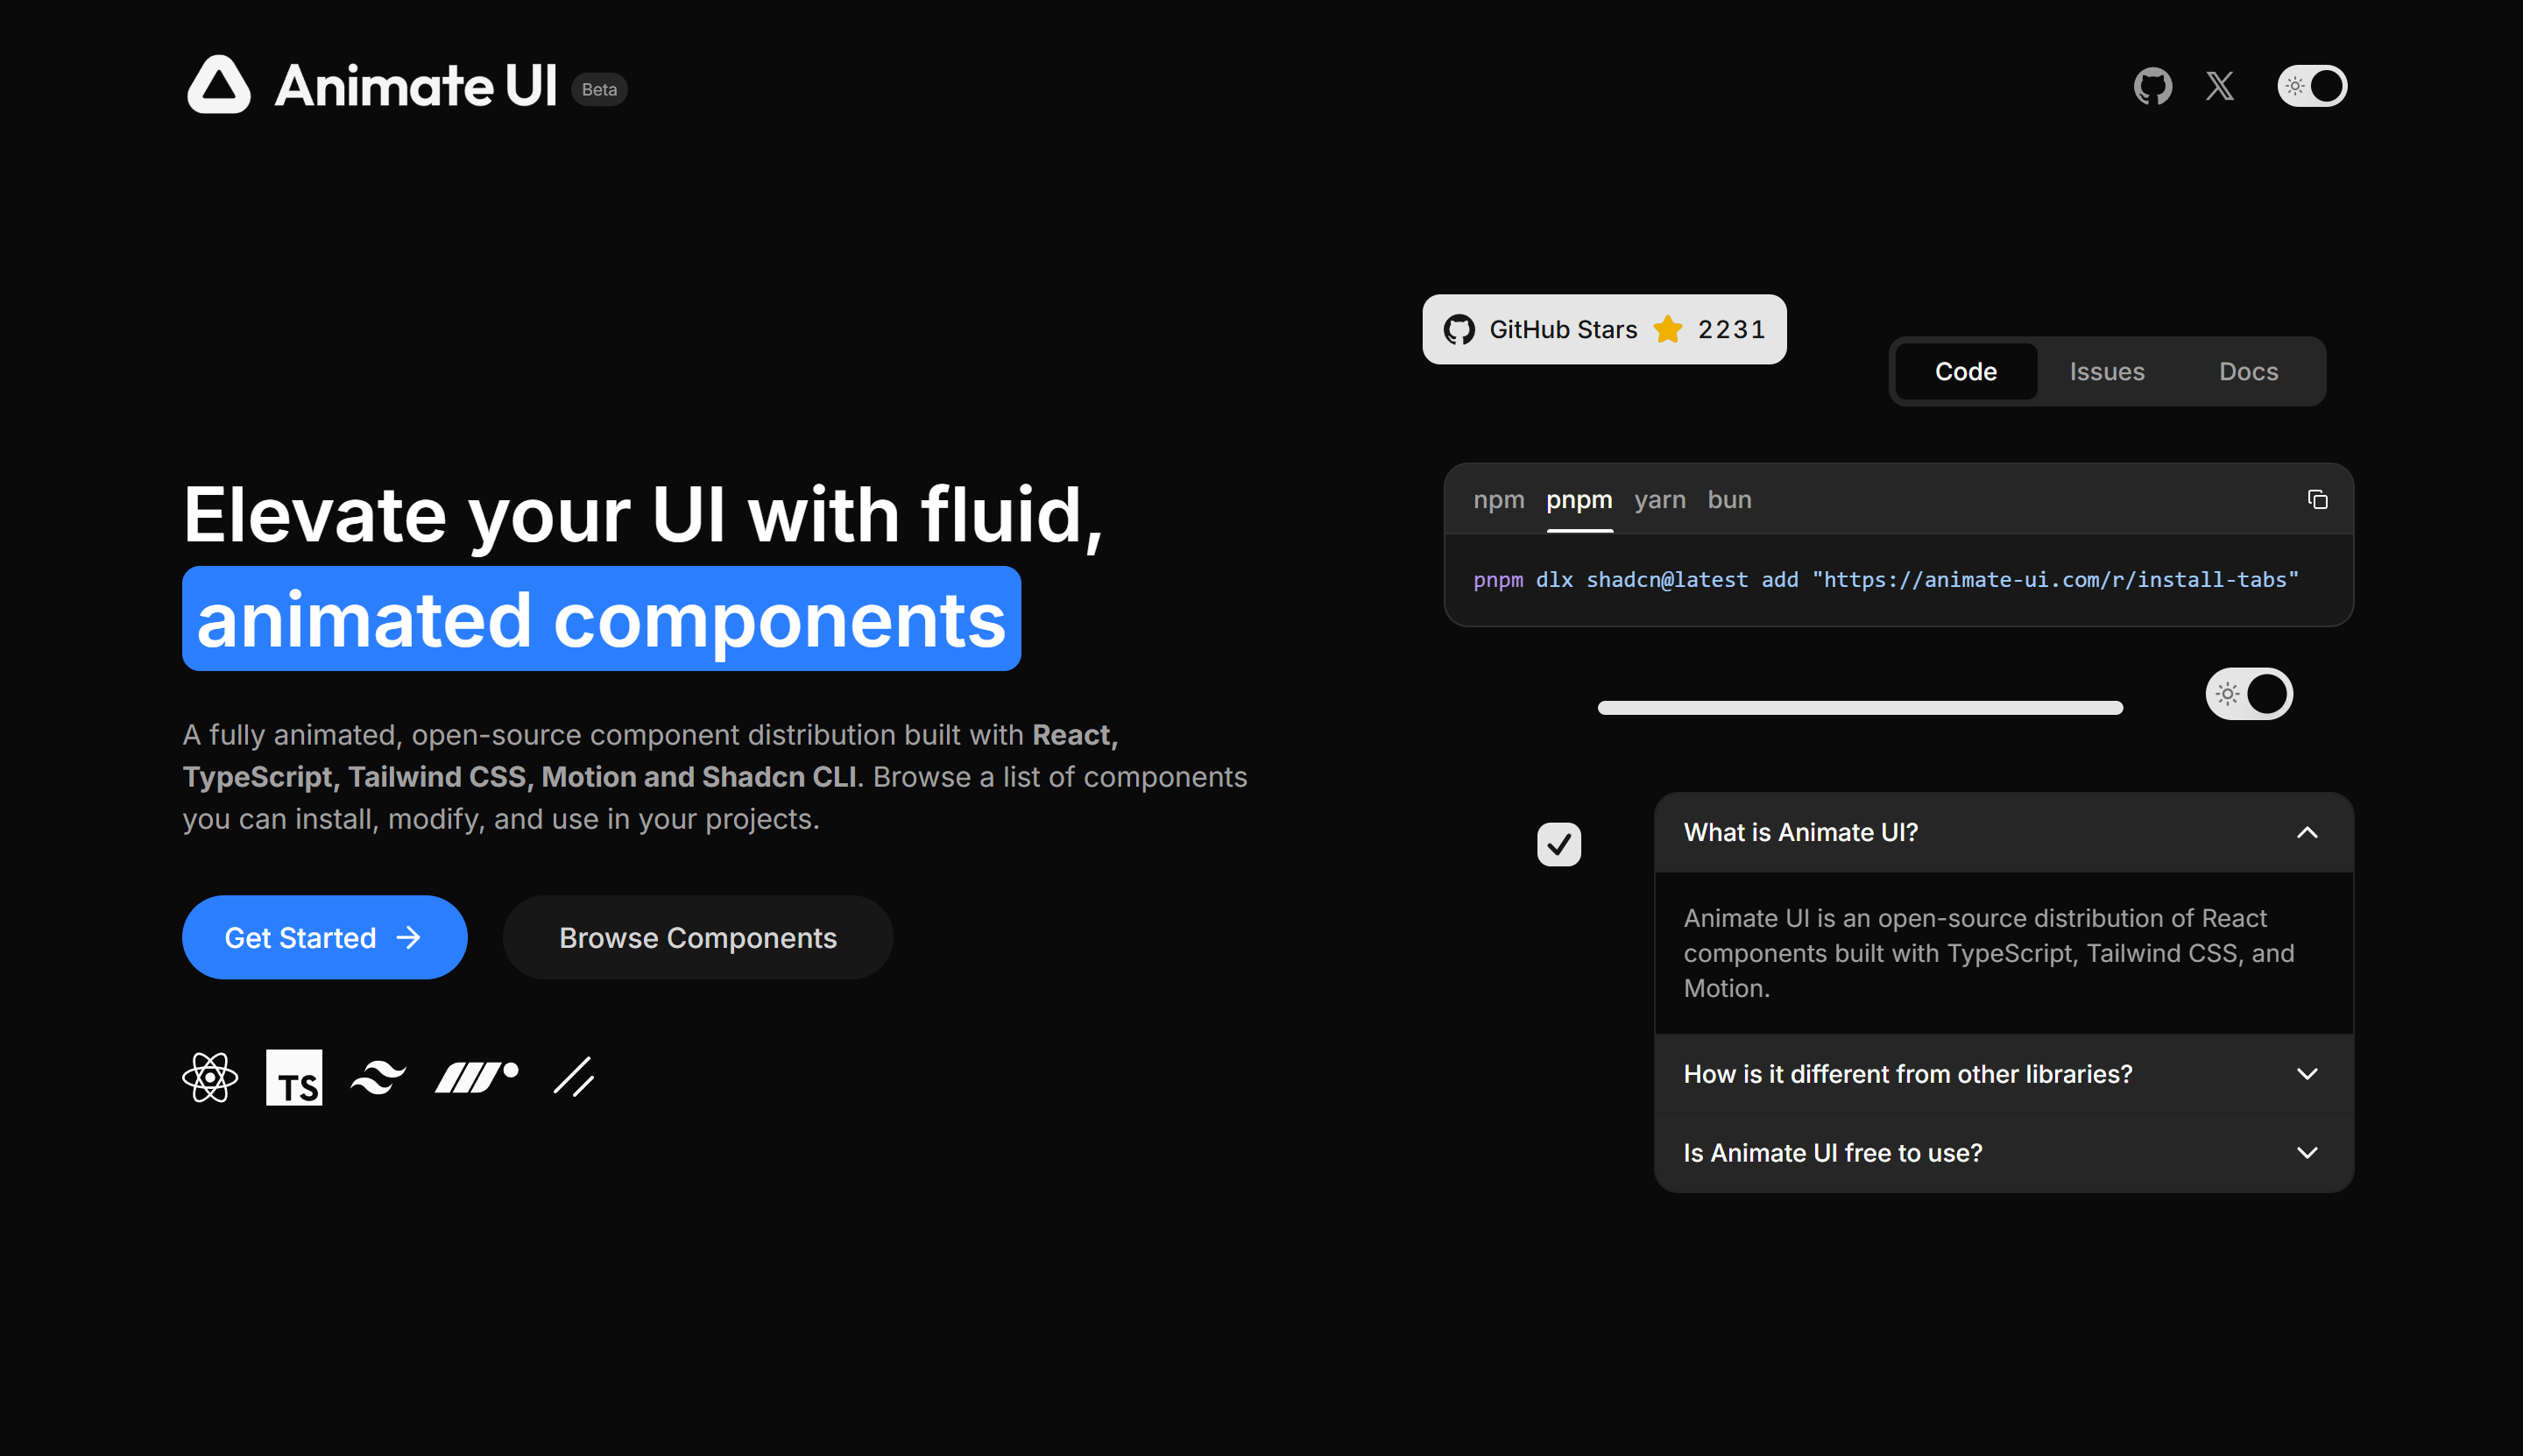 Animate UI Beta
Elevate your UI with fluid,
animated components
A fully animated, open-source component distribution built with React,
TypeScript, Tailwind CSS, Motion and Shadcn CLI. Browse a list of components
you can install, modify, and use in your projects.
Get Started
Browse Components
TS
GitHub Stars 2231
Code Issues Docs
npm pnpm yarn bun
pnpm dlx shadcn@latest add "https://animate-ui.com/r/install-tabs"
What is Animate UI?
Animate UI is an open-source distribution of React
components built with TypeScript, Tailwind CSS, and
Motion.
How is it different from other libraries?
Is Animate UI free to use?